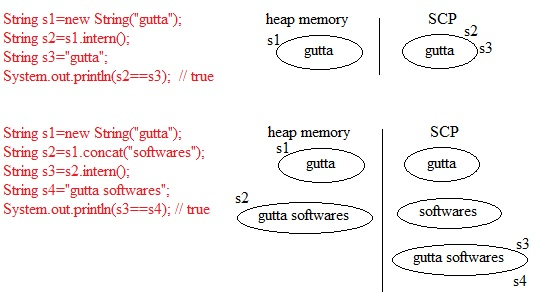 String s1=new String("gutta");
String s2=s1.intern();
String s3="gutta";
System.out.println(s2==s3);  // true
heap memory
SCP
s1
gutta
s2
gutta
s3
String s1=new String("gutta");
String s2=s1.concat("softwares");
String s3=s2.intern();
String s4="gutta softwares";
System.out.println(s3==s4); // true
heap memory
SCP
s1
gutta
gutta
s2
gutta softwares
softwares
s3
gutta softwares
s4